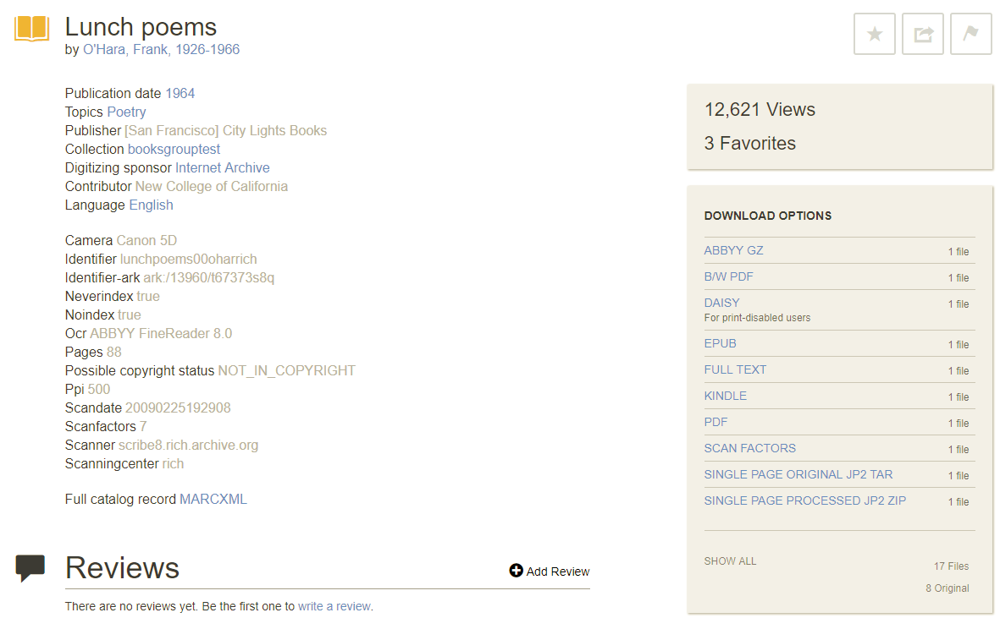 Lunch poems
by O'Hara, Frank, 1926-1966
Publication date 1964
Topics Poetry
Publisher [San Francisco] City Lights Books
Collection booksgrouptest
Digitizing sponsor Internet Archive
Contributor New College of California
Language English
Camera Canon 5D
Identifier lunchpoems00oharrich
Identifier-ark ark:/13960/t67373s8q
Neverindex true
Noindex true
Ocr ABBYY FineReader 8.0
Pages 88
Possible copyright status NOT_IN_COPYRIGHT
Ppi 500
Scandate 20090225192908
Scanfactors 7
Scanner scribe8.rich.archive.org
Scanningcenter rich
Full catalog record MARCXML
Reviews
Add Review
There are no reviews yet. Be the first one to write a review.
12,621 Views
3 Favorites
DOWNLOAD OPTIONS
ABBYY GZ 1 file
B/W PDF 1 file
DAISY 1 file
For print-disabled users
EPUB 1 file
FULL TEXT 1 file
KINDLE 1 file
PDF 1 file
SCAN FACTORS 1 file
SINGLE PAGE ORIGINAL JP2 TAR 1 file
SINGLE PAGE PROCESSED JP2 ZIP 1 file
SHOW ALL 17 Files
8 Original